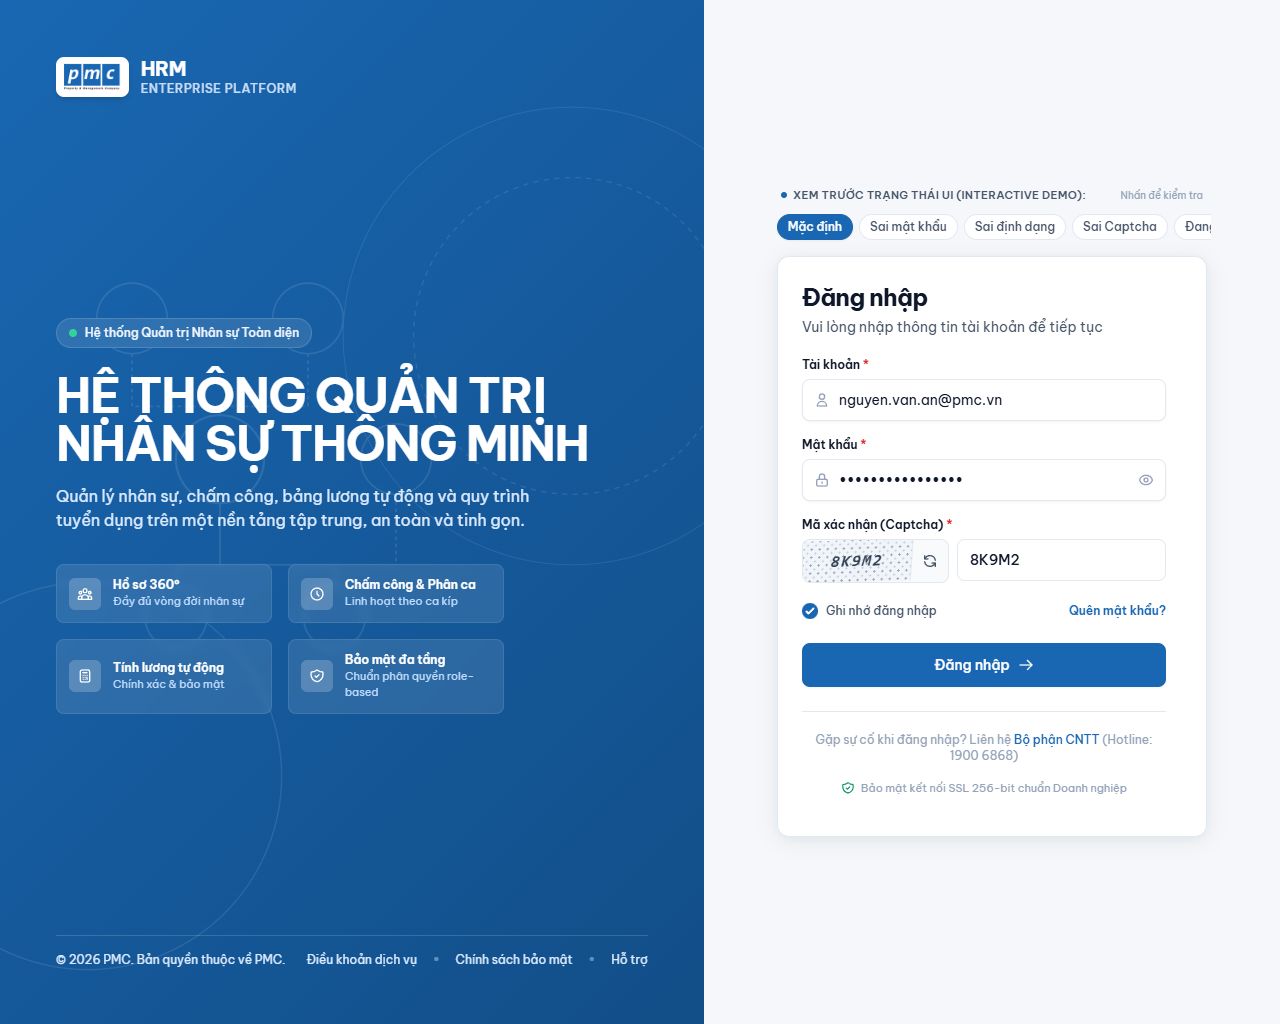 pmc
Property & Management Company
HRM
ENTERPRISE PLATFORM
Hệ thống Quản trị Nhân sự Toàn diện
HỆ THỐNG QUẢN TRỊ
NHÂN SỰ THÔNG MINH
Quản lý nhân sự, chấm công, bảng lương tự động và quy trình
tuyển dụng trên một nền tảng tập trung, an toàn và tinh gọn.
Hồ sơ 360°
Đầy đủ vòng đời nhân sự
Chấm công & Phân ca
Linh hoạt theo ca kíp
Tính lương tự động
Chính xác & bảo mật
Bảo mật đa tầng
Chuẩn phân quyền role-
based
© 2026 PMC. Bản quyền thuộc về PMC.
Điều khoản dịch vụ • Chính sách bảo mật • Hỗ trợ
XEM TRƯỚC TRẠNG THÁI UI (INTERACTIVE DEMO):
Nhấn để kiểm tra
Mặc định
Sai mật khẩu
Sai định dạng
Sai Captcha
Đang
Đăng nhập
Vui lòng nhập thông tin tài khoản để tiếp tục
Tài khoản *
nguyen.van.an@pmc.vn
Mật khẩu *
••••••••••••••••
Mã xác nhận (Captcha) *
8K9M2
8K9M2
Ghi nhớ đăng nhập
Quên mật khẩu?
Đăng nhập →
Gặp sự cố khi đăng nhập? Liên hệ Bộ phận CNTT (Hotline:
1900 6868)
Bảo mật kết nối SSL 256-bit chuẩn Doanh nghiệp